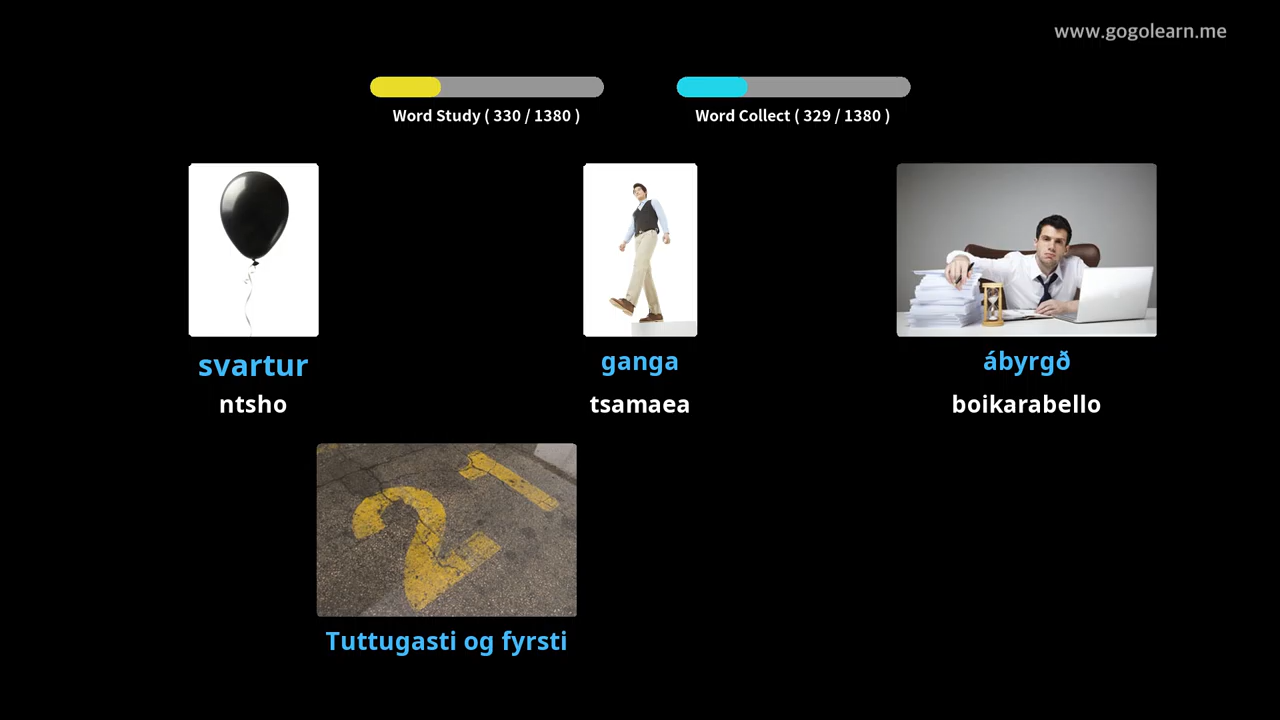 www.gogolearn.me
Word Study ( 330 / 1380 )
Word Collect ( 329 / 1380 )
svartur
ganga
ábyrgð
ntsho
tsamaea
boikarabello
21
Tuttugasti og fyrsti